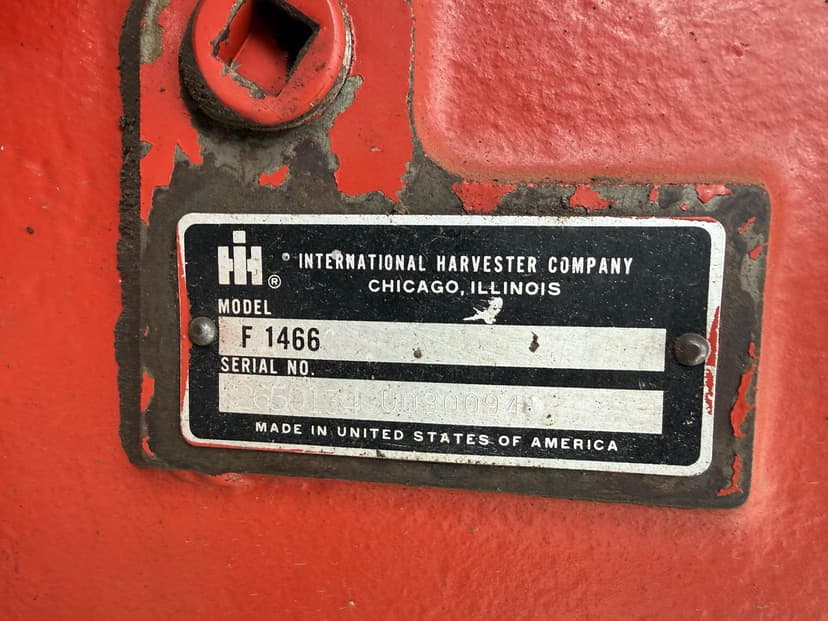 IH ® INTERNATIONAL HARVESTER COMPANY
CHICAGO, ILLINOIS
MODEL
F 1466
SERIAL NO.
MADE IN UNITED STATES OF AMERICA